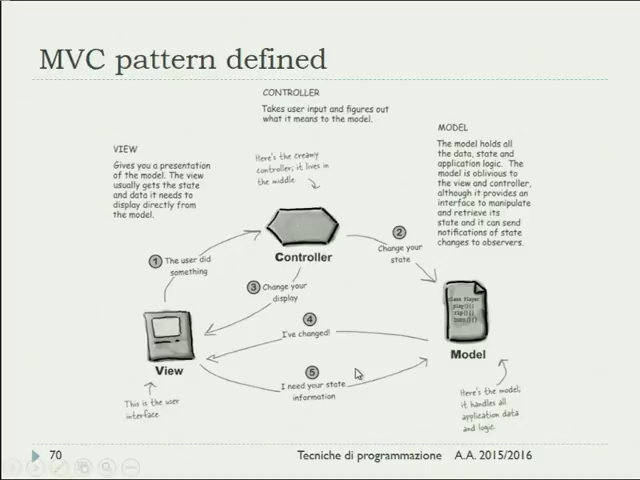 MVC pattern defined
CONTROLLER
Takes user input and figures out
what it means to the model.
MODEL
The model holds all
the data, state and
application logic. The
model is oblivious to
the view and controller,
although it provides an
interface to manipulate
and retrieve its
state and it can send
notifications of state
changes to observers.
VIEW
Gives you a presentation
of the model. The view
usually gets the state
and data it needs to
display directly from
the model.
Here's the creamy
controller; it lives in
the middle.
1 The user did
something
Controller
2
Change your
state
3 Change your
display
4
I've changed!
5
I need your state
information
class Player
play(){}
rip(){}
burn(){}
View
Model
This is the user
interface
Here's the model;
it handles all
application data
and logic.
70
Tecniche di programmazione A.A. 2015/2016